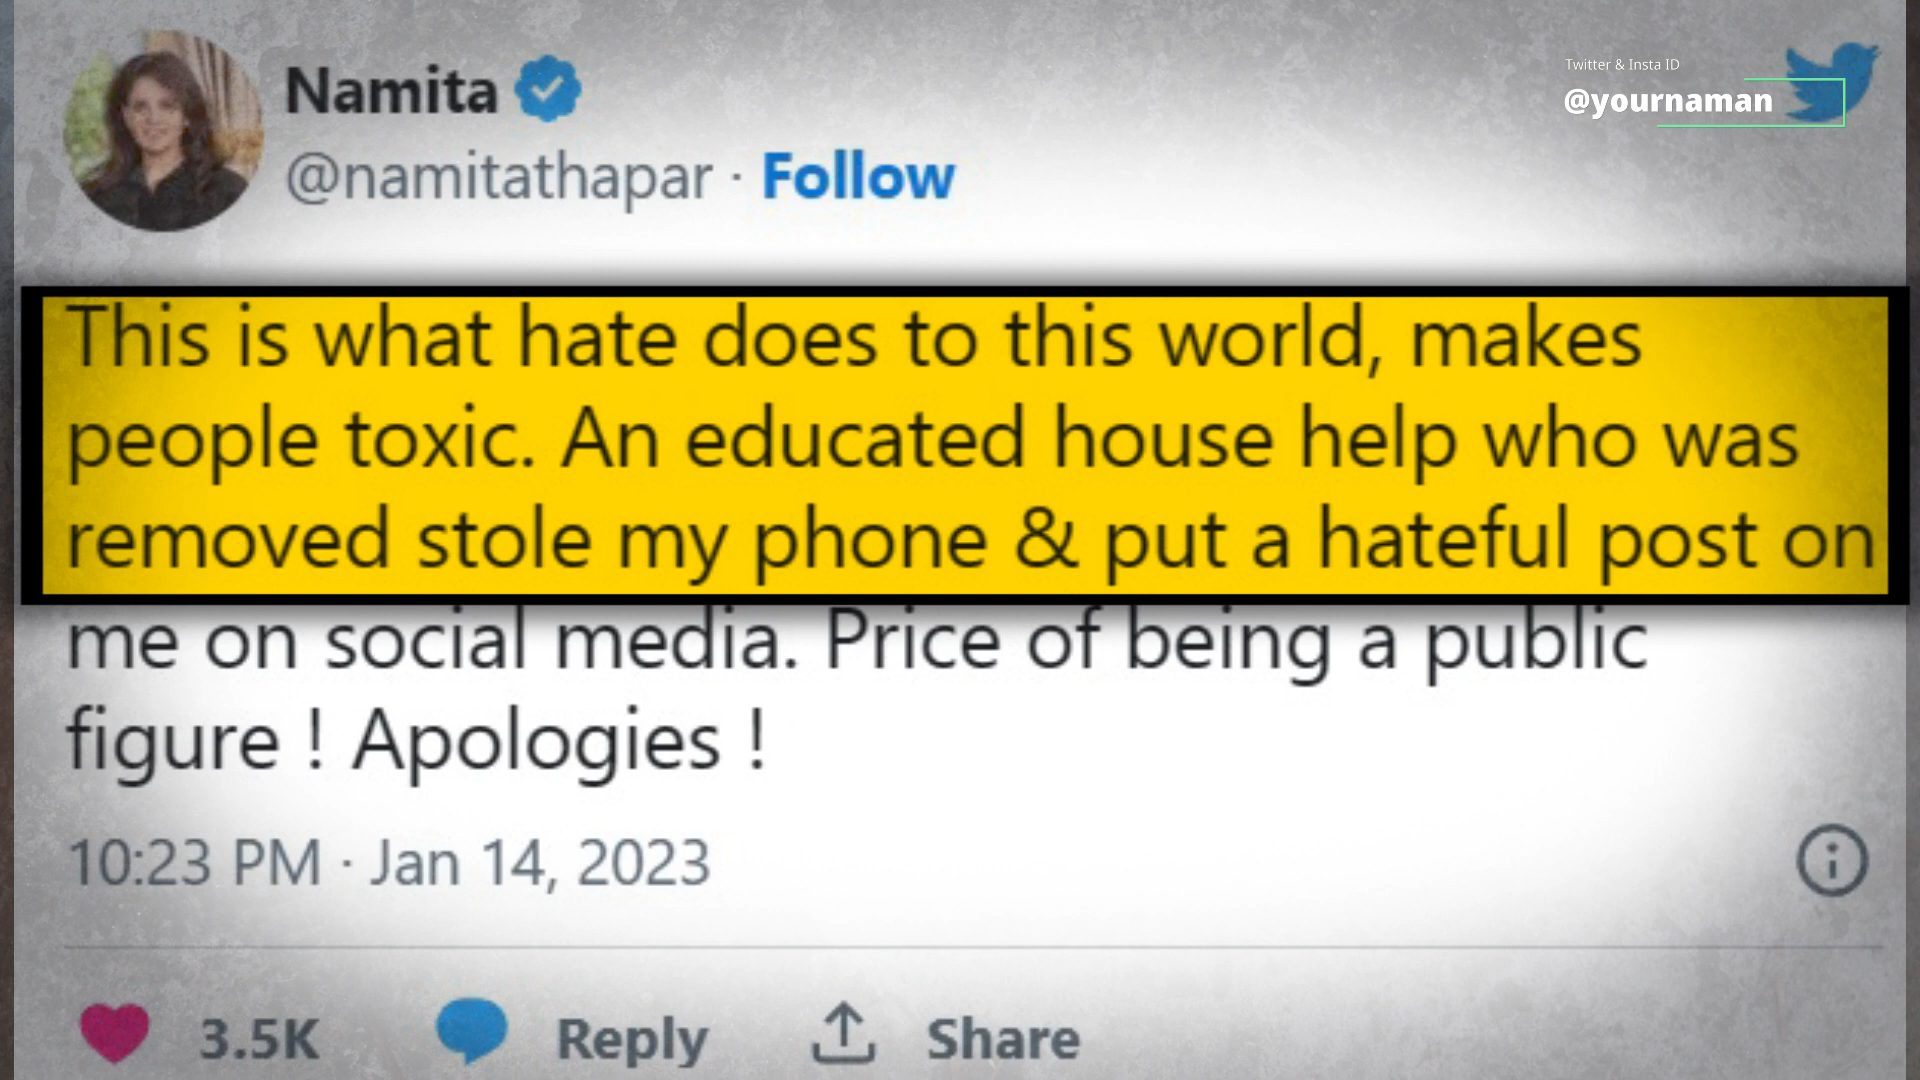 Namita
@namitathapar · Follow
Twitter & Insta ID
@yournaman
This is what hate does to this world, makes
people toxic. An educated house help who was
removed stole my phone & put a hateful post on
me on social media. Price of being a public
figure ! Apologies !
10:23 PM · Jan 14, 2023
3.5K Reply Share